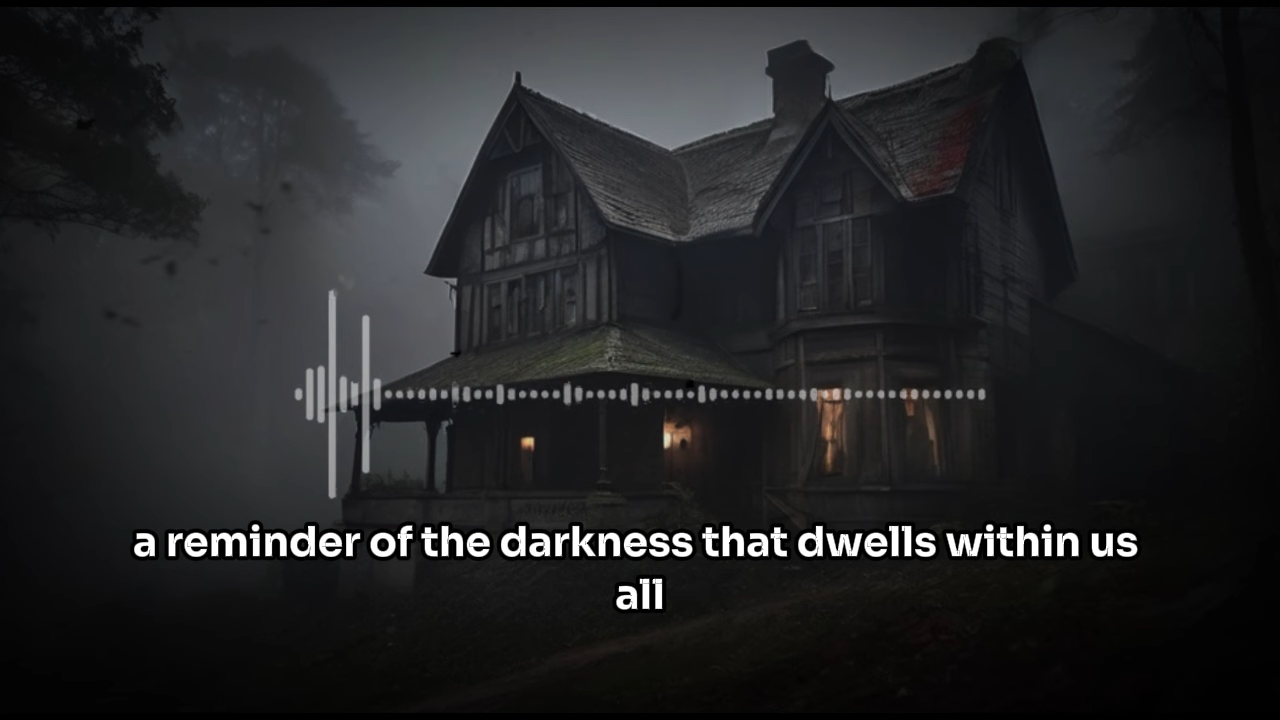 a reminder of the darkness that dwells within us
all